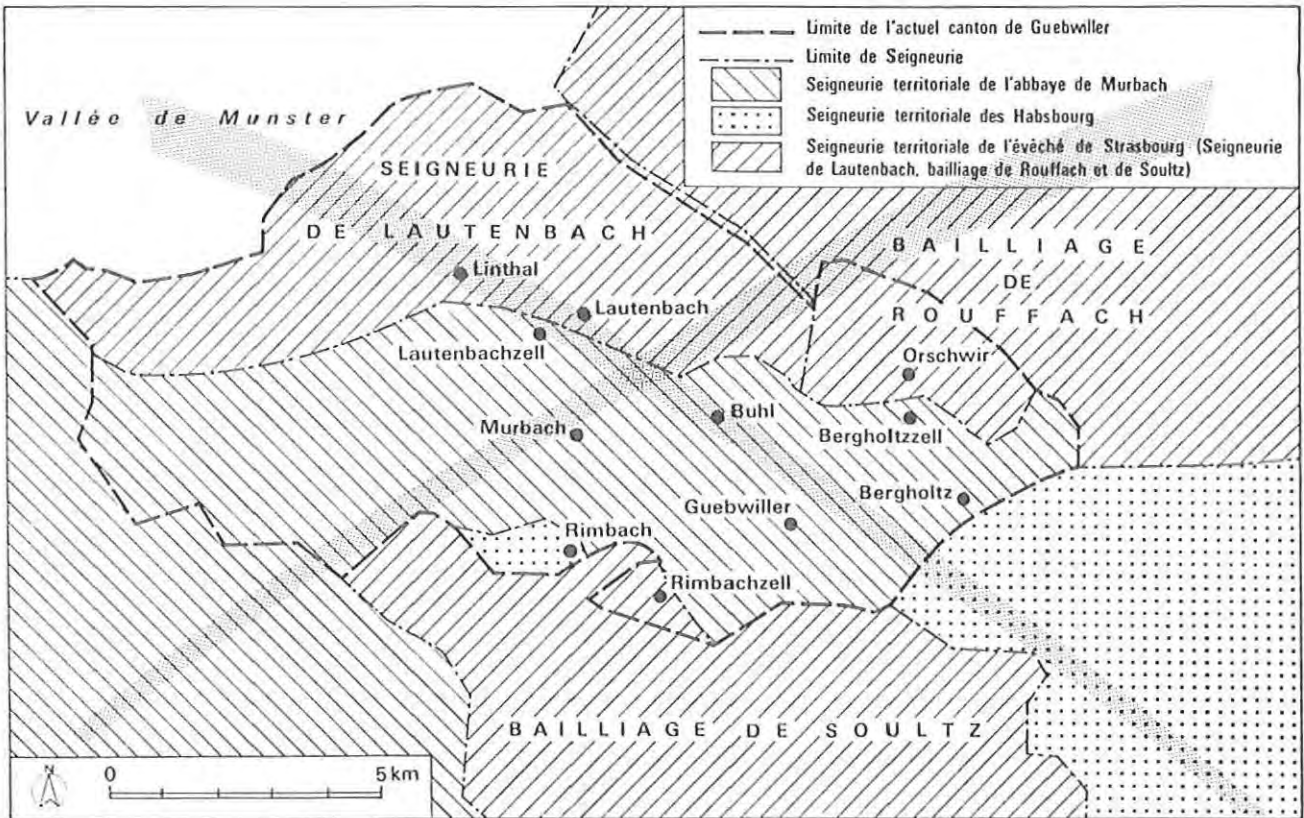 Limite de l'actuel canton de Guebwiller
Limite de Seigneurie
Seigneurie territoriale de l'abbaye de Murbach
Seigneurie territoriale des Habsbourg
Seigneurie territoriale de l'évêché de Strasbourg (Seigneurie
de Lautenbach, bailliage de Rouffach et de Soultz)
Vallée de Munster
SEIGNEURIE
DE LAUTENBACH
BAILLIAGE
DE
ROUFFACH
Linthal
Lautenbach
Lautenbachzell
Orschwir
Buhl
Bergholtzzell
Murbach
Bergholtz
Guebwiller
Rimbach
Rimbachzell
BAILLIAGE DE SOULTZ
N
0 5 km